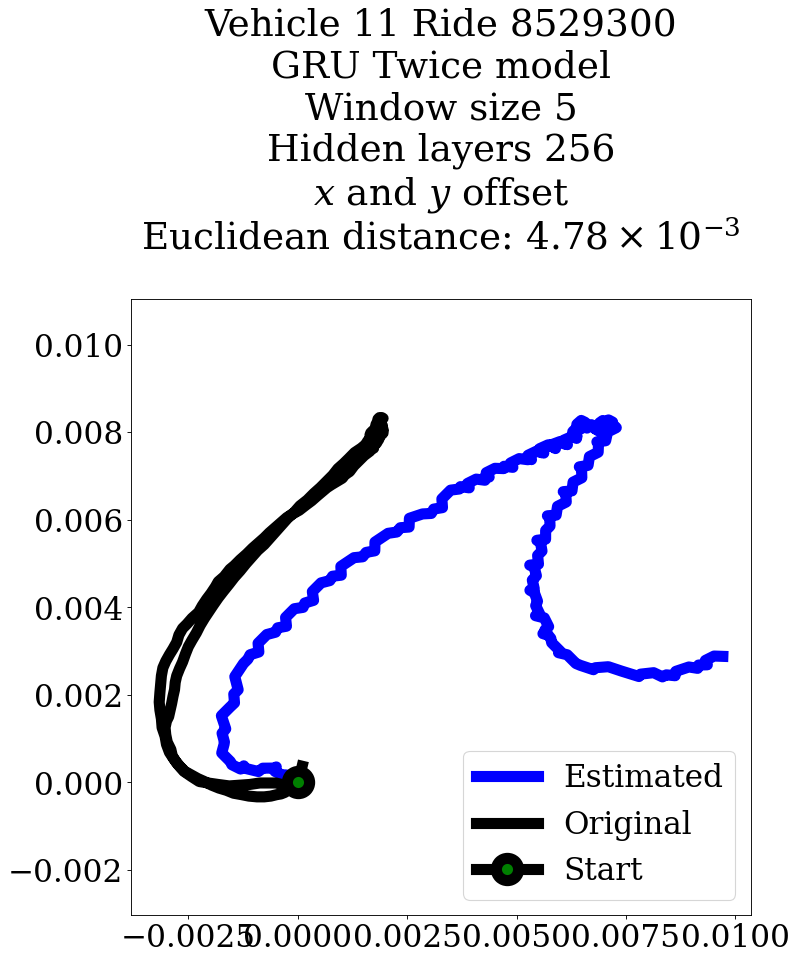 Vehicle 11 Ride 8529300
GRU Twice model
Window size 5
Hidden layers 256
x and y offset
Euclidean distance: 4.78 × 10⁻³
0.010
0.008
0.006
0.004
0.002
0.000
−0.002
Estimated
Original
Start
−0.0025 0.0000 0.0025 0.0050 0.0075 0.0100